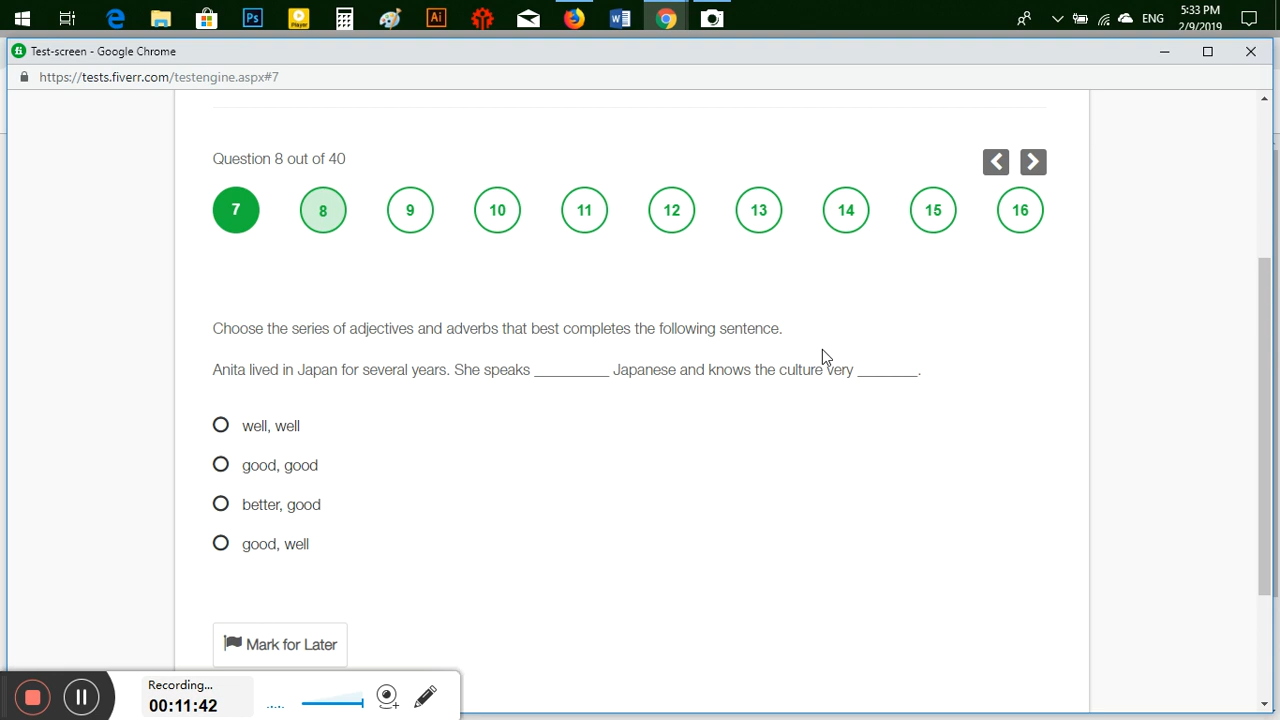 Ps
Player
Ai
ENG
5:33 PM
2/9/2019
Test-screen - Google Chrome
https://tests.fiverr.com/testengine.aspx#7
Question 8 out of 40
7 8 9 10 11 12 13 14 15 16
Choose the series of adjectives and adverbs that best completes the following sentence.
Anita lived in Japan for several years. She speaks _________ Japanese and knows the culture very _______.
well, well
good, good
better, good
good, well
Mark for Later
Recording...
00:11:42